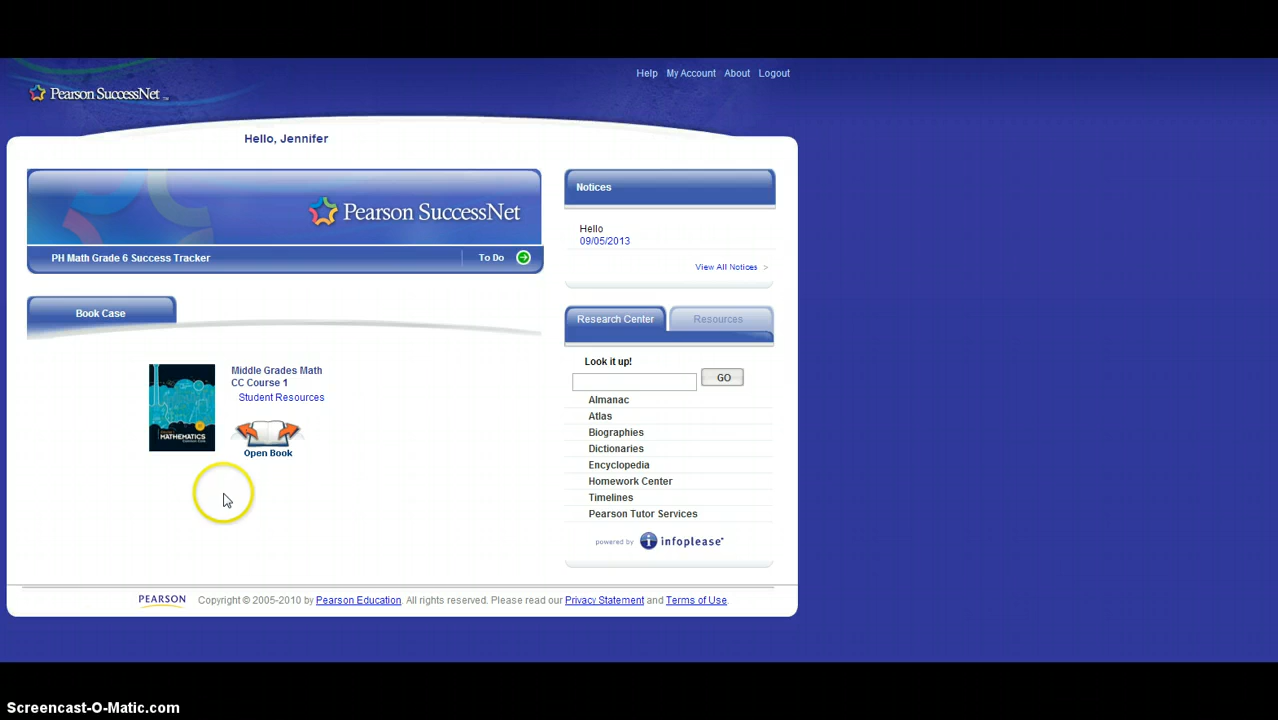 Help My Account About Logout
Pearson SuccessNet
Hello, Jennifer
Pearson SuccessNet
PH Math Grade 6 Success Tracker
To Do
Notices
Hello
09/05/2013
View All Notices >
Book Case
Middle Grades Math
CC Course 1
Student Resources
MATHEMATICS
Open Book
Research Center
Resources
Look it up!
GO
Almanac
Atlas
Biographies
Dictionaries
Encyclopedia
Homework Center
Timelines
Pearson Tutor Services
powered by infoplease
PEARSON Copyright © 2005-2010 by Pearson Education. All rights reserved. Please read our Privacy Statement and Terms of Use.
Screencast-O-Matic.com